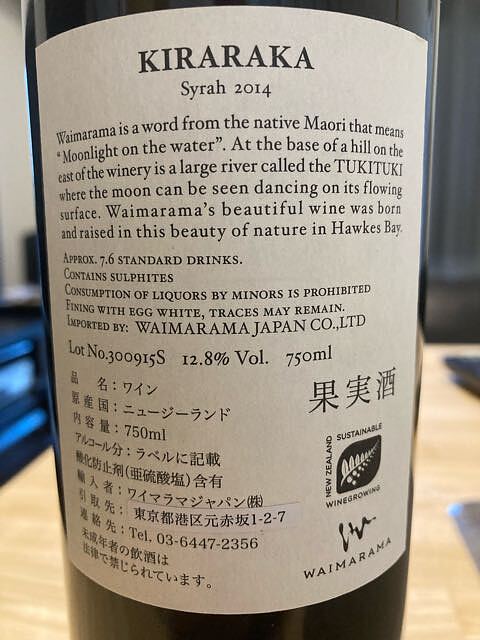 KIRARAKA
Syrah 2014
Waimarama is a word from the native Maori that means
"Moonlight on the water". At the base of a hill on the
east of the winery is a large river called the TUKITUKI
where the moon can be seen dancing on its flowing
surface. Waimarama's beautiful wine was born
and raised in this beauty of nature in Hawkes Bay.
APPROX. 7.6 STANDARD DRINKS.
CONTAINS SULPHITES
CONSUMPTION OF LIQUORS BY MINORS IS PROHIBITED
FINING WITH EGG WHITE, TRACES MAY REMAIN.
IMPORTED BY: WAIMARAMA JAPAN CO.,LTD
Lot No.300915S 12.8% Vol. 750ml
品名：ワイン
原産国：ニュージーランド
内容量：750ml
アルコール分：ラベルに記載
酸化防止剤(亜硫酸塩)含有
輸入者：ワイマラマジャパン㈱
引取先：東京都港区元赤坂1-2-7
連絡先：Tel. 03-6447-2356
未成年者の飲酒は
法律で禁じられています。
果実酒
NEW ZEALAND
SUSTAINABLE
WINEGROWING
WAIMARAMA